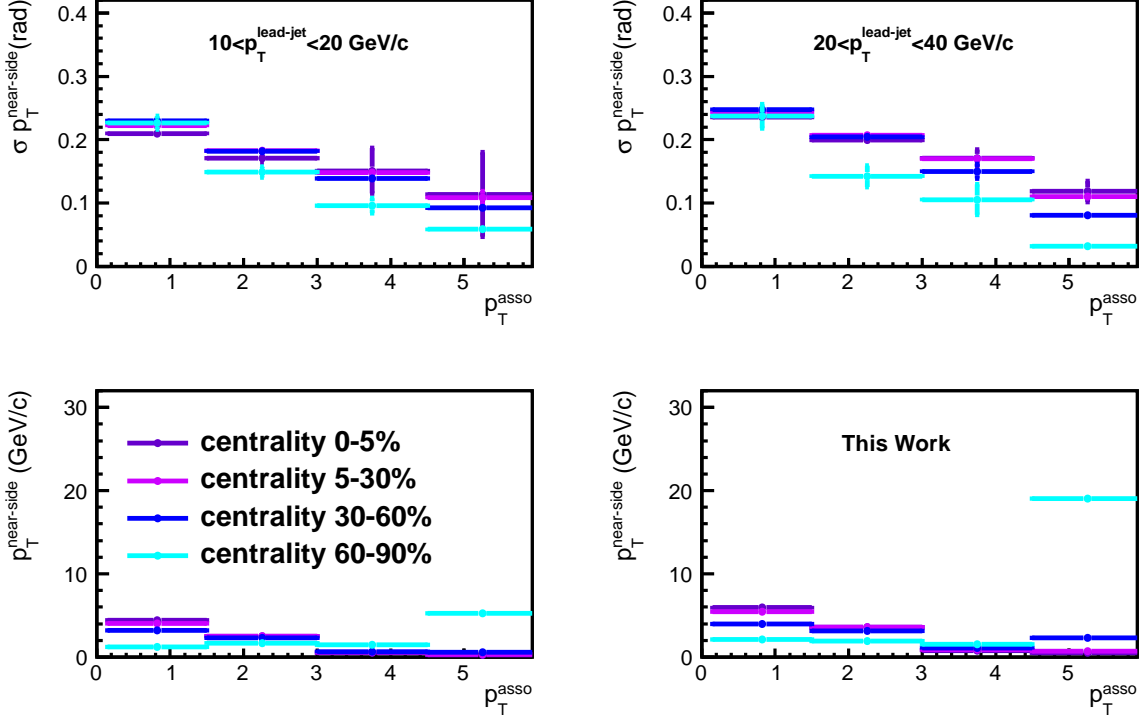 0.4
0.3
0.2
0.1
0
σ p_T^near-side (rad)
10<p_T^lead-jet<20 GeV/c
0 1 2 3 4 5
p_T^asso
0.4
0.3
0.2
0.1
0
σ p_T^near-side (rad)
20<p_T^lead-jet<40 GeV/c
0 1 2 3 4 5
p_T^asso
30
20
10
0
p_T^near-side (GeV/c)
centrality 0-5%
centrality 5-30%
centrality 30-60%
centrality 60-90%
0 1 2 3 4 5
p_T^asso
30
20
10
0
p_T^near-side (GeV/c)
This Work
0 1 2 3 4 5
p_T^asso